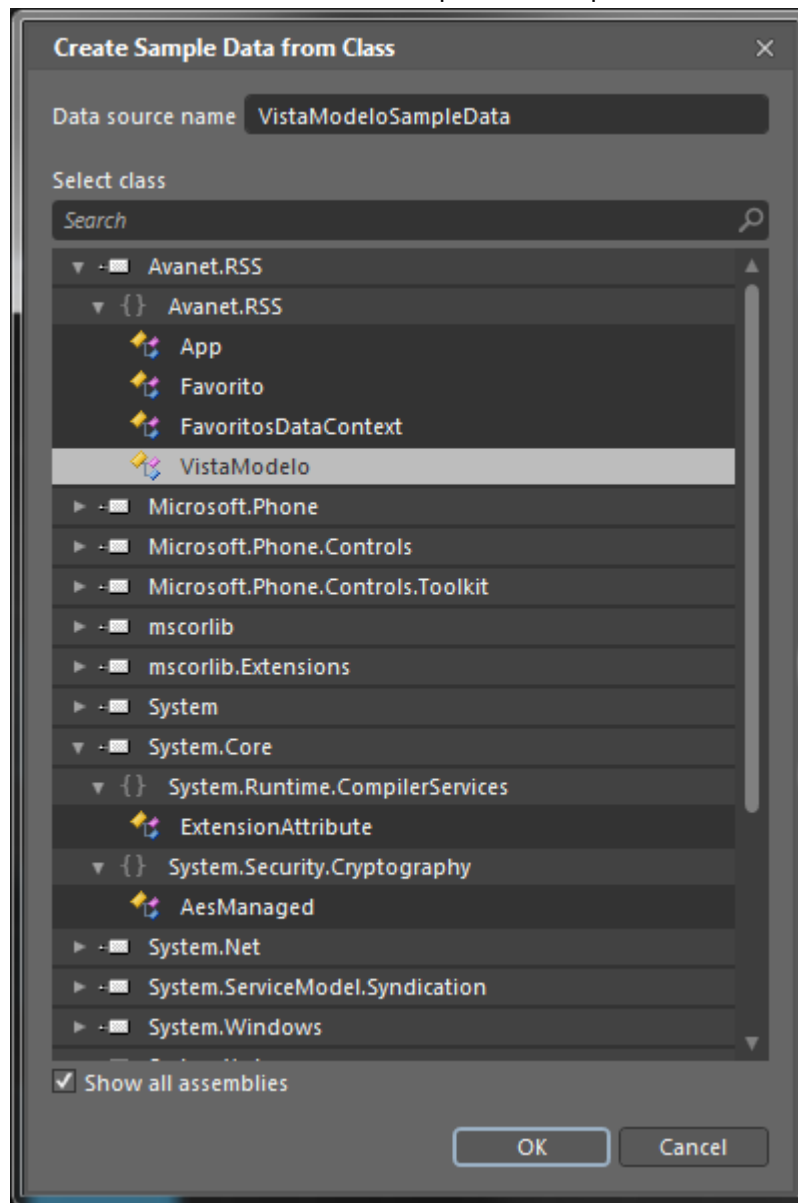 Create Sample Data from Class
Data source name VistaModeloSampleData
Select class
Search
Avanet.RSS
{} Avanet.RSS
App
Favorito
FavoritosDataContext
VistaModelo
Microsoft.Phone
Microsoft.Phone.Controls
Microsoft.Phone.Controls.Toolkit
mscorlib
mscorlib.Extensions
System
System.Core
{} System.Runtime.CompilerServices
ExtensionAttribute
{} System.Security.Cryptography
AesManaged
System.Net
System.ServiceModel.Syndication
System.Windows
Show all assemblies
OK Cancel